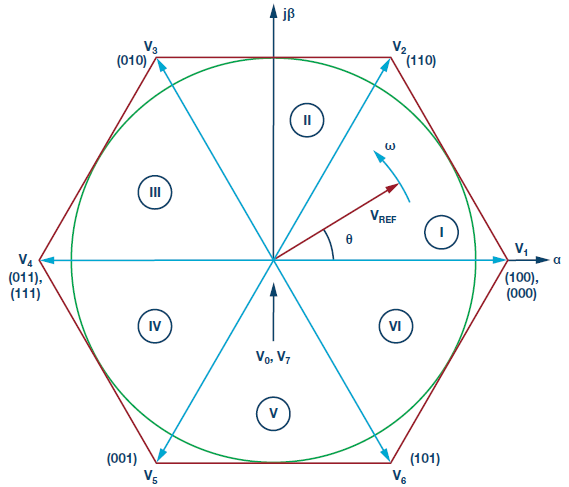 jβ
V3
V2
(010)
(110)
II
ω
III
VREF
I
θ
V4
V1
α
(011),
(111)
(100),
(000)
IV
VI
V0, V7
V
(001)
(101)
V5
V6